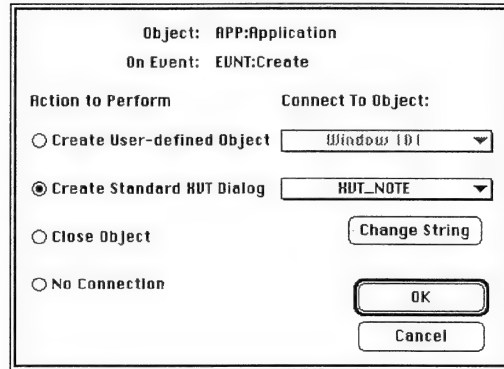 Object: APP:Application
On Event: EVNT:Create
Action to Perform Connect To Object:
Create User-defined Object Window 101
Create Standard XVT Dialog XVT_NOTE
Close Object Change String
No Connection
OK
Cancel